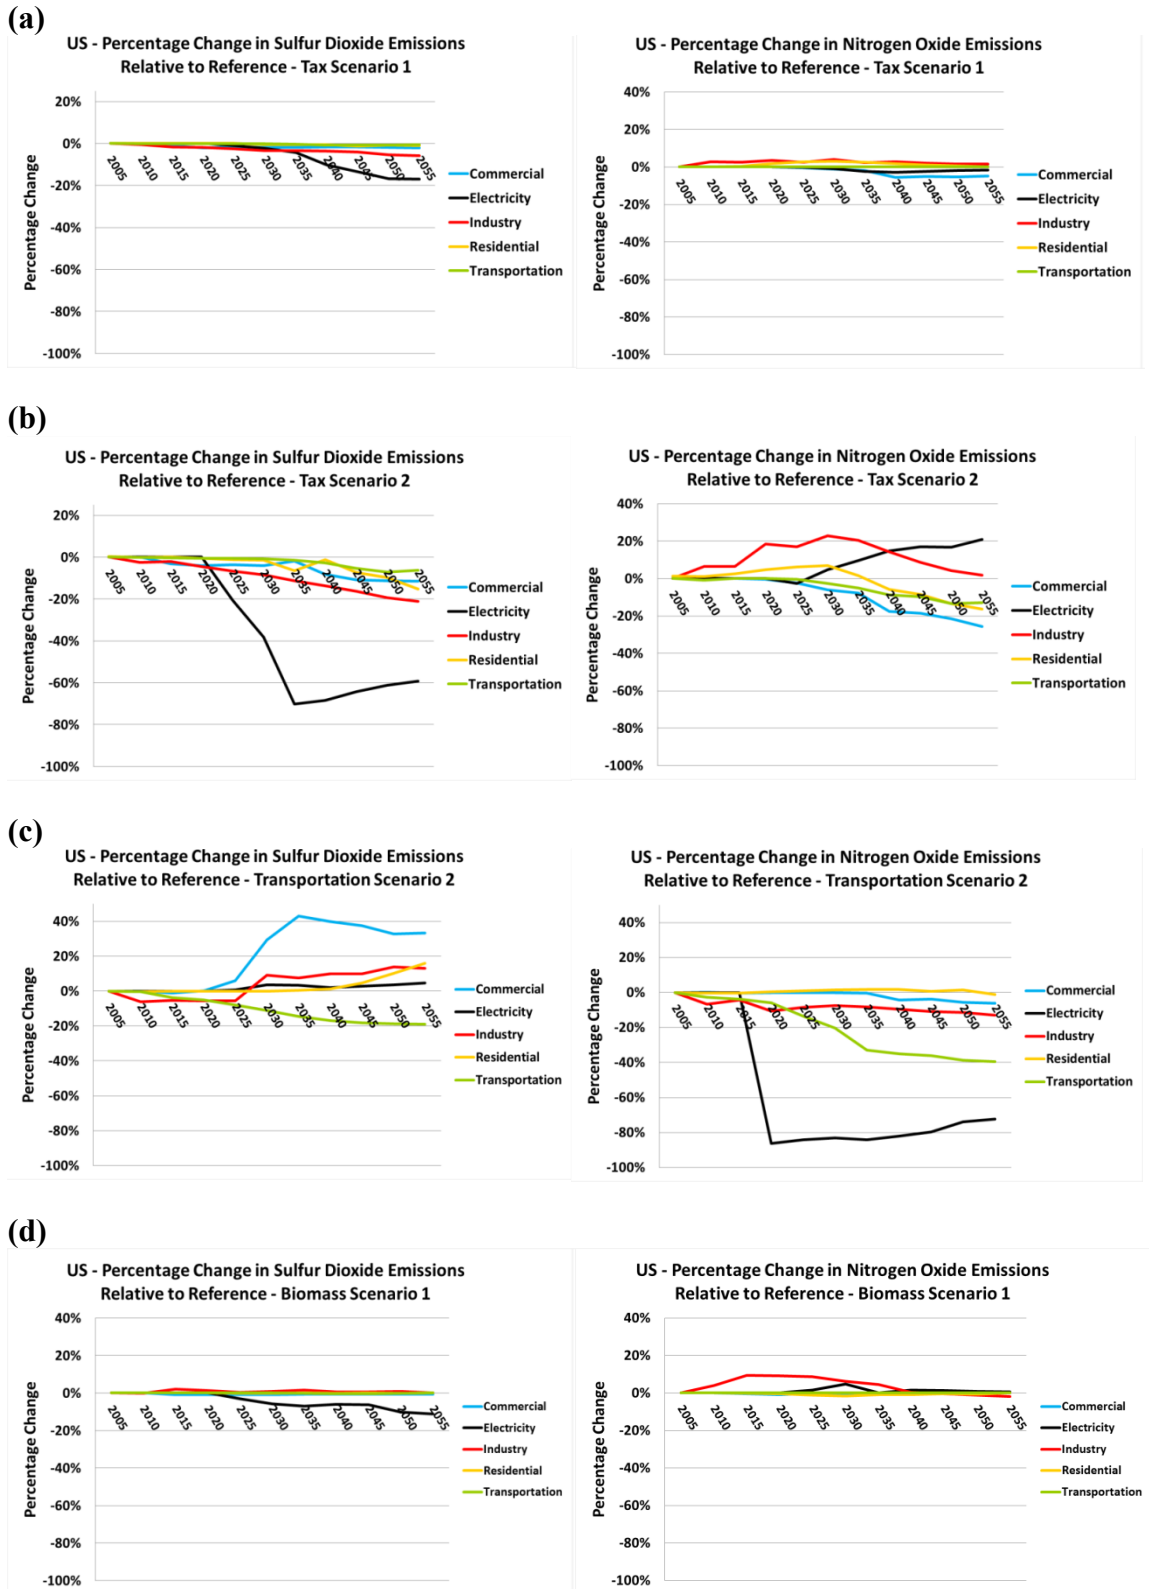 (a)
US - Percentage Change in Sulfur Dioxide Emissions
Relative to Reference - Tax Scenario 1
20%
0%
-20%
-40%
-60%
-80%
-100%
Percentage Change
2005
2010
2015
2020
2025
2030
2035
2040
2045
2050
2055
Commercial
Electricity
Industry
Residential
Transportation
US - Percentage Change in Nitrogen Oxide Emissions
Relative to Reference - Tax Scenario 1
40%
20%
0%
-20%
-40%
-60%
-80%
-100%
Percentage Change
2005
2010
2015
2020
2025
2030
2035
2040
2045
2050
2055
Commercial
Electricity
Industry
Residential
Transportation
(b)
US - Percentage Change in Sulfur Dioxide Emissions
Relative to Reference - Tax Scenario 2
20%
0%
-20%
-40%
-60%
-80%
-100%
Percentage Change
2005
2010
2015
2020
2025
2030
2035
2040
2045
2050
2055
Commercial
Electricity
Industry
Residential
Transportation
US - Percentage Change in Nitrogen Oxide Emissions
Relative to Reference - Tax Scenario 2
40%
20%
0%
-20%
-40%
-60%
-80%
-100%
Percentage Change
2005
2010
2015
2020
2025
2030
2035
2040
2045
2050
2055
Commercial
Electricity
Industry
Residential
Transportation
(c)
US - Percentage Change in Sulfur Dioxide Emissions
Relative to Reference - Transportation Scenario 2
40%
20%
0%
-20%
-40%
-60%
-80%
-100%
Percentage Change
2005
2010
2015
2020
2025
2030
2035
2040
2045
2050
2055
Commercial
Electricity
Industry
Residential
Transportation
US - Percentage Change in Nitrogen Oxide Emissions
Relative to Reference - Transportation Scenario 2
40%
20%
0%
-20%
-40%
-60%
-80%
-100%
Percentage Change
2005
2010
2015
2020
2025
2030
2035
2040
2045
2050
2055
Commercial
Electricity
Industry
Residential
Transportation
(d)
US - Percentage Change in Sulfur Dioxide Emissions
Relative to Reference - Biomass Scenario 1
40%
20%
0%
-20%
-40%
-60%
-80%
-100%
Percentage Change
2005
2010
2015
2020
2025
2030
2035
2040
2045
2050
2055
Commercial
Electricity
Industry
Residential
Transportation
US - Percentage Change in Nitrogen Oxide Emissions
Relative to Reference - Biomass Scenario 1
40%
20%
0%
-20%
-40%
-60%
-80%
-100%
Percentage Change
2005
2010
2015
2020
2025
2030
2035
2040
2045
2050
2055
Commercial
Electricity
Industry
Residential
Transportation